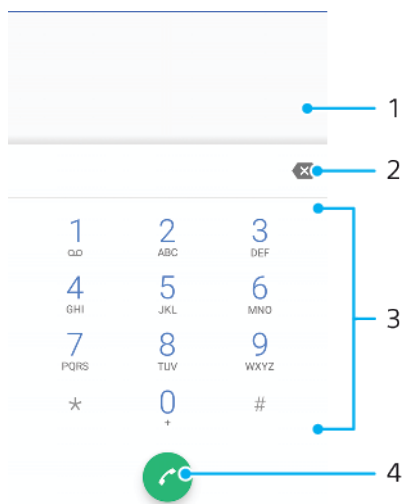 1
2
1 2 3
ABC DEF
4 5 6
GHI JKL MNO
3
7 8 9
PQRS TUV WXYZ
* 0 #
+
4